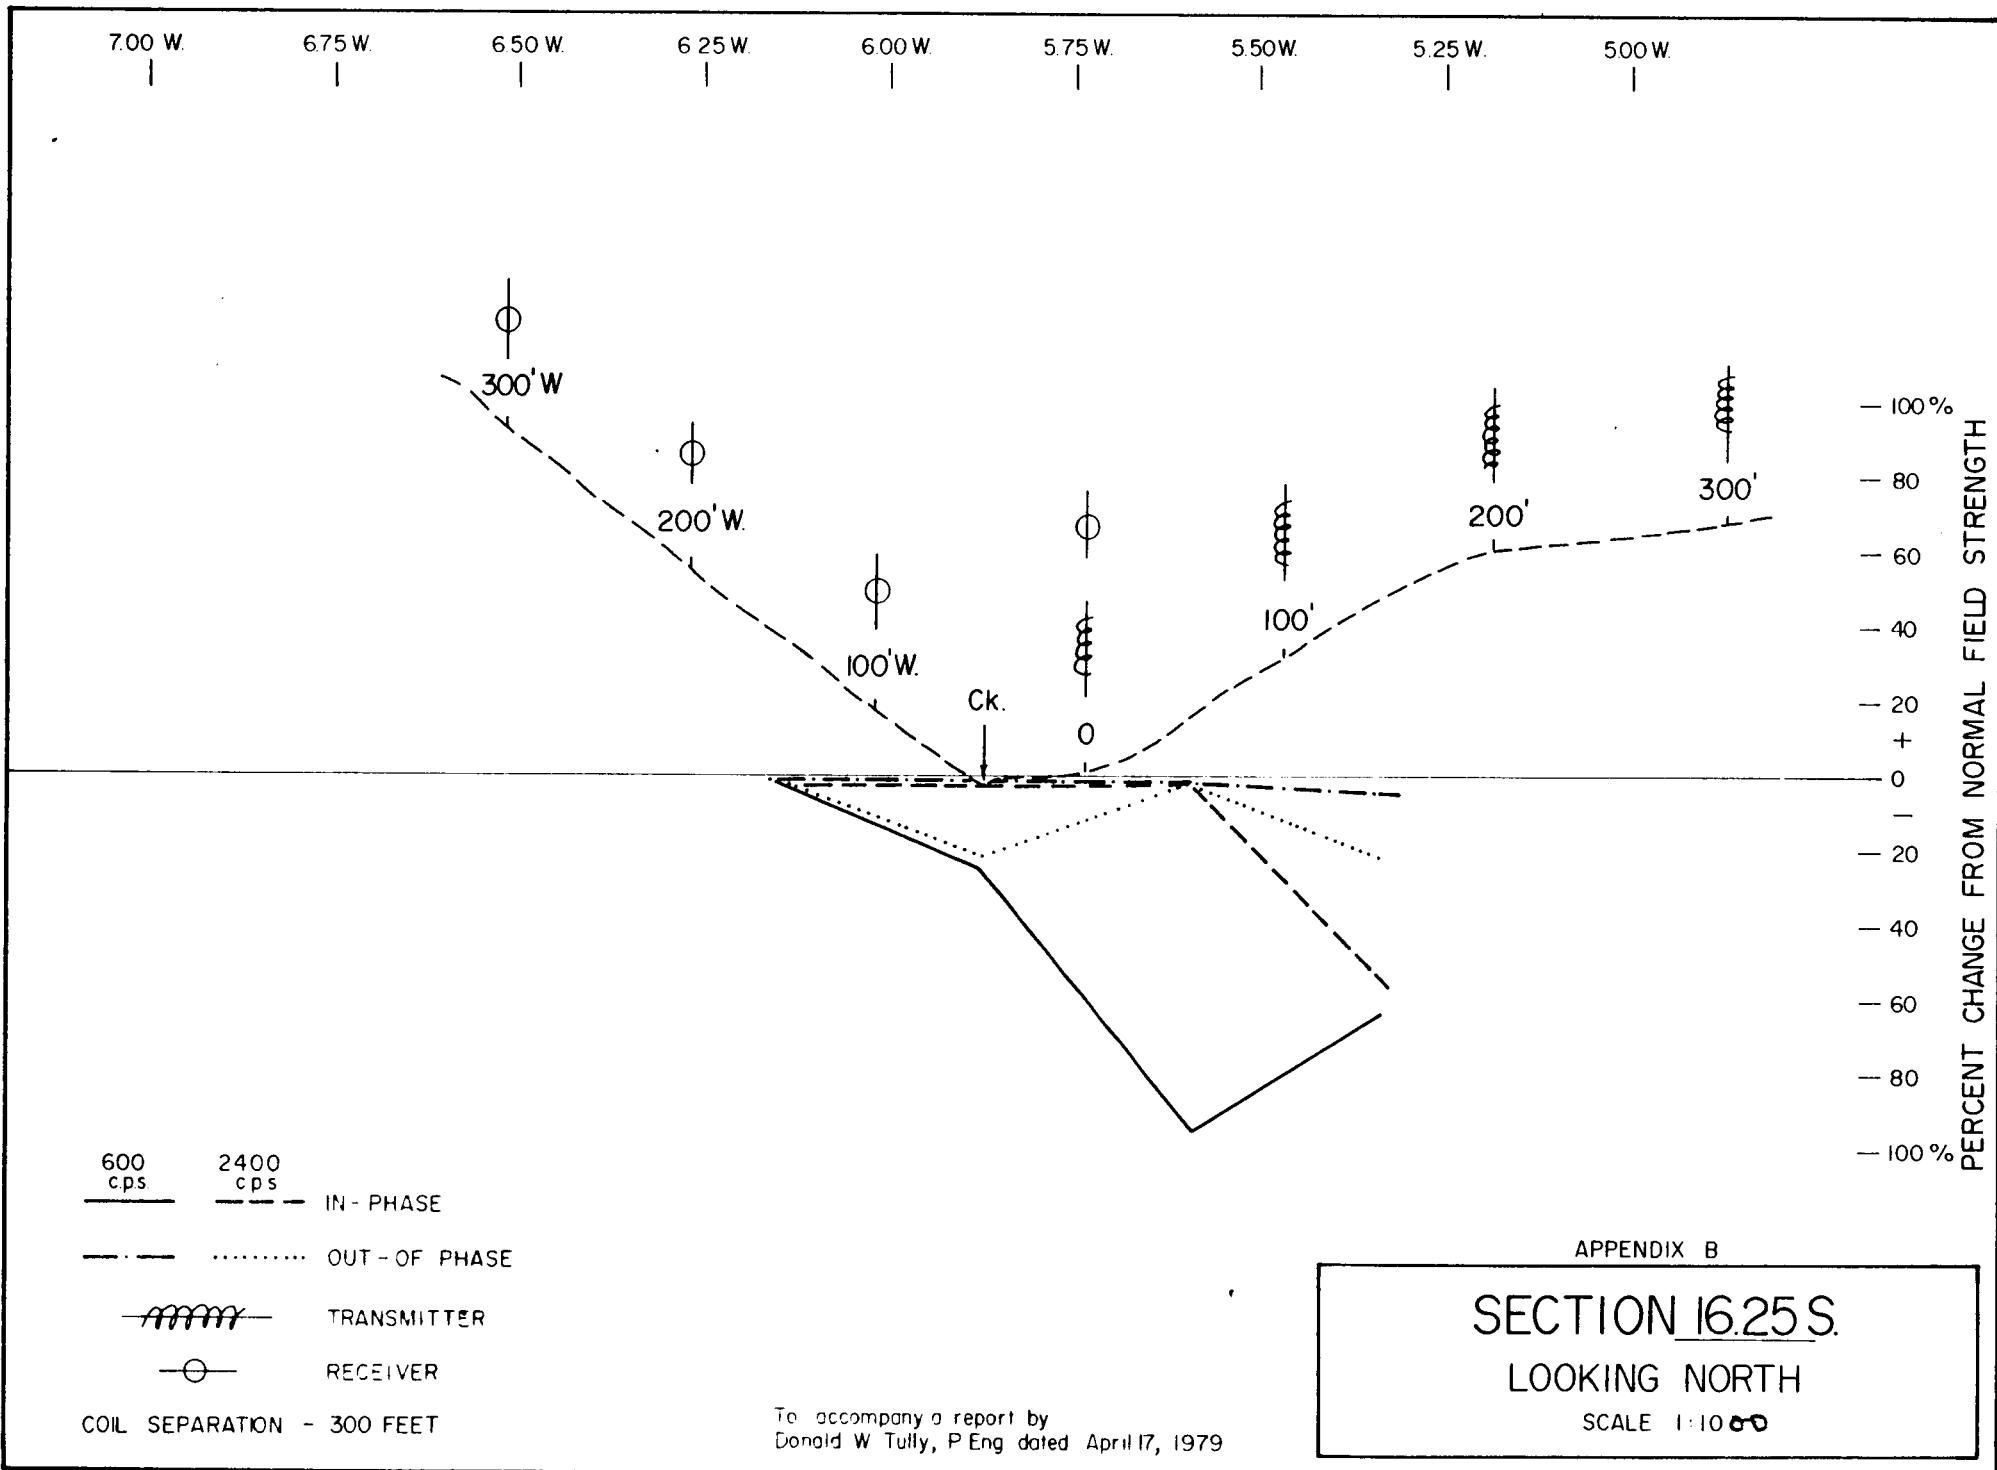 7.00 W. 6.75 W. 6.50 W. 6 25 W. 6.00 W. 5.75 W. 5.50 W. 5.25 W. 5.00 W.
300' W
200' W.
100' W.
Ck.
0
100'
200'
300'
100 %
80
60
40
20
+
0
−
20
40
60
80
100 %
PERCENT CHANGE FROM NORMAL FIELD STRENGTH
600 2400
c.p.s. c p s
IN - PHASE
OUT - OF PHASE
TRANSMITTER
RECEIVER
COIL SEPARATION - 300 FEET
To accompany a report by
Donald W Tully, P Eng dated April 17, 1979
APPENDIX B
SECTION 16.25 S.
LOOKING NORTH
SCALE 1:1000